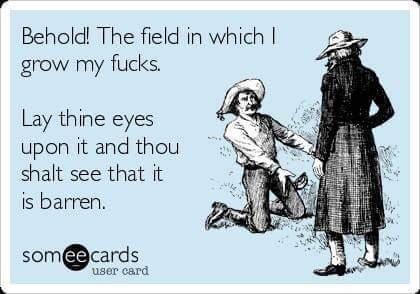 Behold! The field in which I
grow my fucks.
Lay thine eyes
upon it and thou
shalt see that it
is barren.
someecards
user card